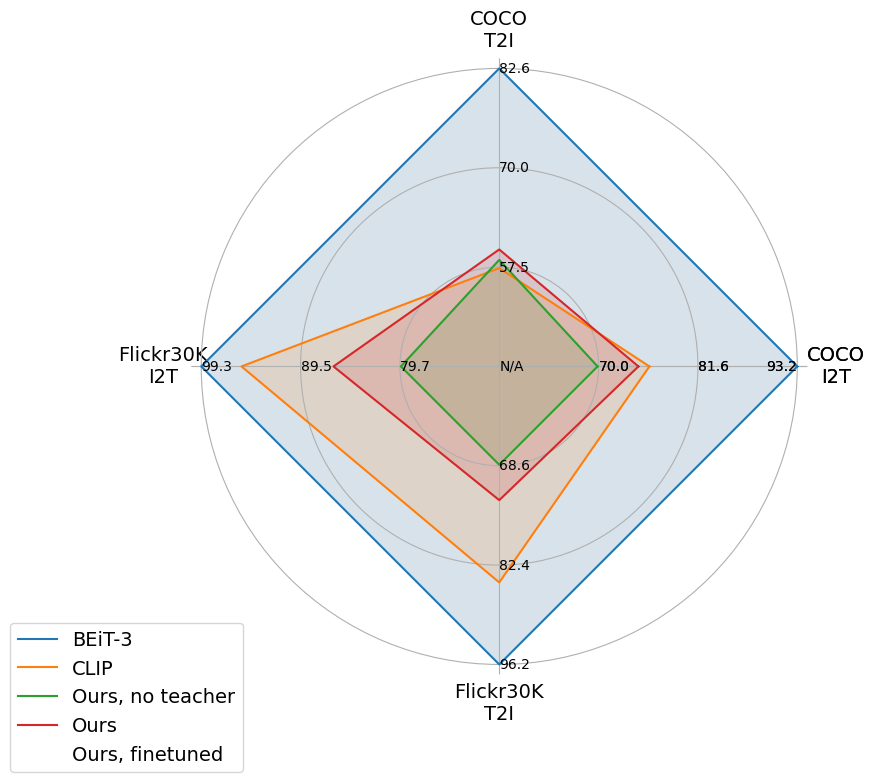 COCO
T2I
82.6
70.0
57.5
Flickr30K
I2T
99.3
89.5
79.7
N/A
70.0
81.6
93.2
COCO
I2T
68.6
82.4
96.2
Flickr30K
T2I
BEiT-3
CLIP
Ours, no teacher
Ours
Ours, finetuned